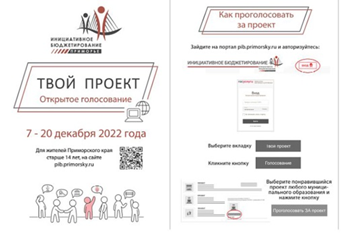 ИНИЦИАТИВНОЕ
БЮДЖЕТИРОВАНИЕ
ПРИМОРЬЕ
ТВОЙ ПРОЕКТ
Открытое голосование
7 - 20 декабря 2022 года
Для жителей Приморского края
старше 14 лет, на сайте
pib.primorsky.ru
Как проголосовать
за проект
Зайдите на портал pib.primorsky.ru и авторизуйтесь:
ИНИЦИАТИВНОЕ БЮДЖЕТИРОВАНИЕ
Вход
Выберите вкладку
твой проект
Кликните кнопку
Голосование
Выберите понравившийся
проект любого муници-
пального образования и
нажмите кнопку
Проголосовать ЗА проект